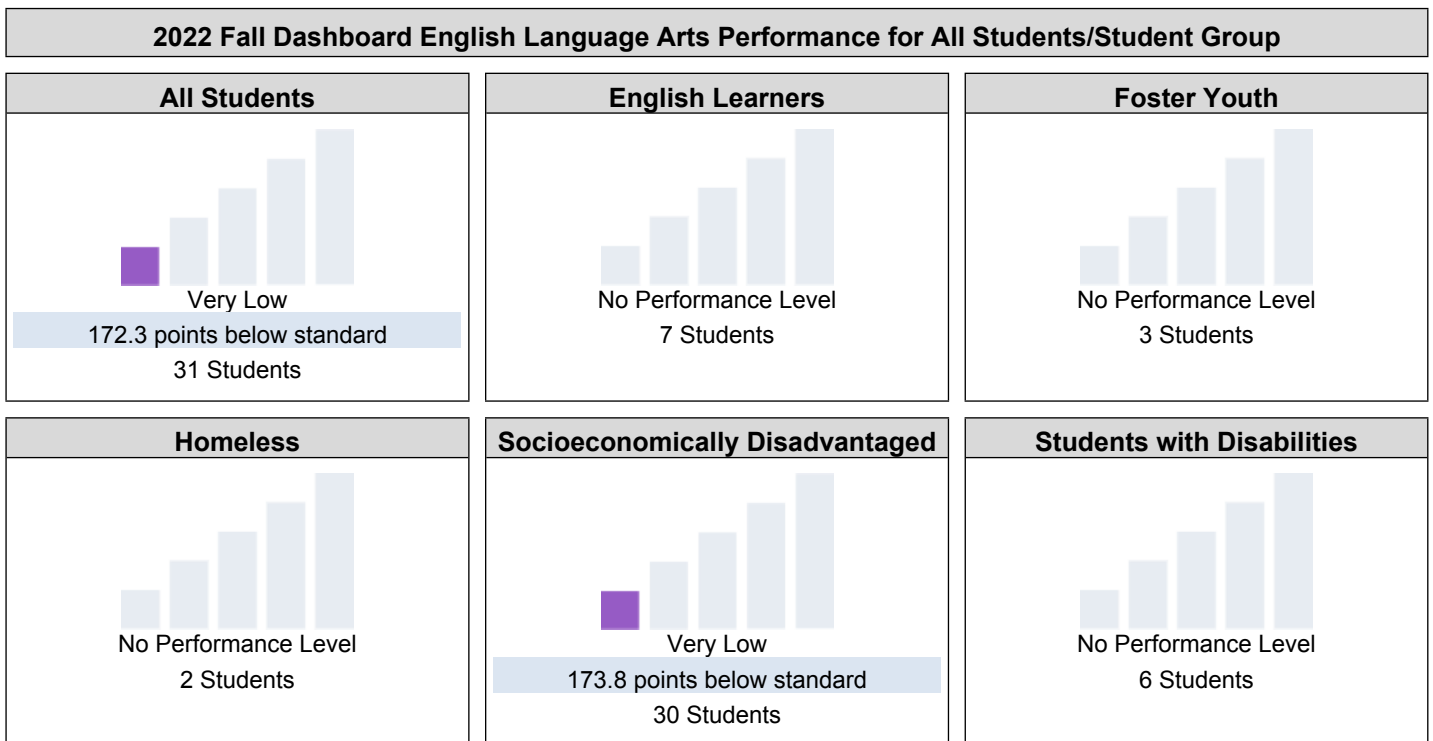 2022 Fall Dashboard English Language Arts Performance for All Students/Student Group
All Students
Very Low
172.3 points below standard
31 Students
English Learners
No Performance Level
7 Students
Foster Youth
No Performance Level
3 Students
Homeless
No Performance Level
2 Students
Socioeconomically Disadvantaged
Very Low
173.8 points below standard
30 Students
Students with Disabilities
No Performance Level
6 Students